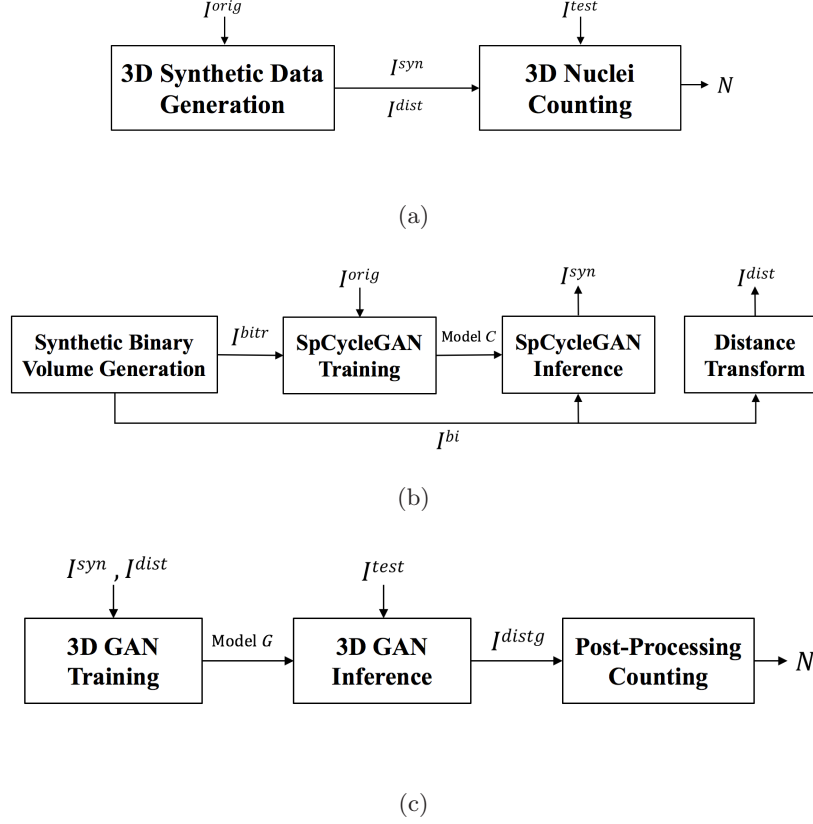 I^{orig}
I^{test}
3D Synthetic Data
Generation
I^{syn}
I^{dist}
3D Nuclei
Counting
N
(a)
I^{orig}
I^{syn}
I^{dist}
Synthetic Binary
Volume Generation
I^{bitr}
SpCycleGAN
Training
Model C
SpCycleGAN
Inference
Distance
Transform
I^{bi}
(b)
I^{syn} , I^{dist}
I^{test}
3D GAN
Training
Model G
3D GAN
Inference
I^{distg}
Post-Processing
Counting
N
(c)